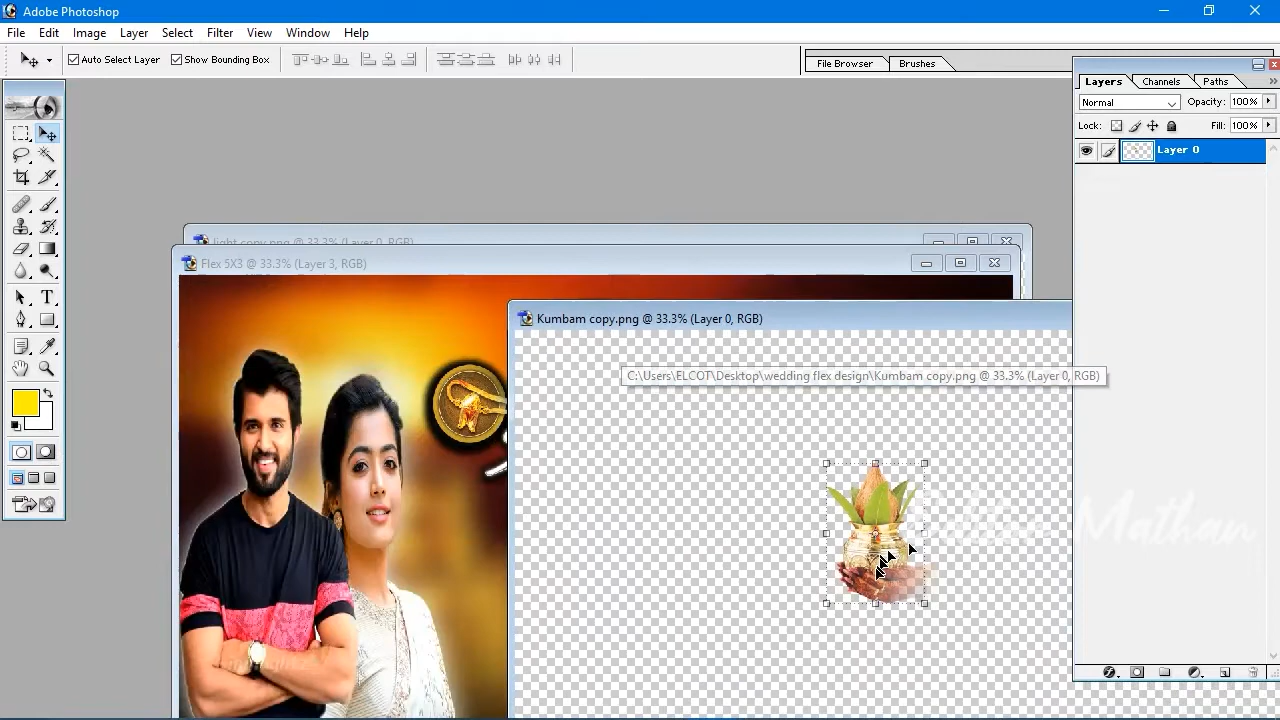 Adobe Photoshop
File Edit Image Layer Select Filter View Window Help
Auto Select Layer Show Bounding Box
File Browser Brushes
Layers Channels Paths
Normal Opacity: 100%
Lock: Fill: 100%
Layer 0
light copy.png @ 33.3% (Layer 0, RGB)
Flex 5X3 @ 33.3% (Layer 3, RGB)
Kumbam copy.png @ 33.3% (Layer 0, RGB)
C:\Users\ELCOT\Desktop\wedding flex design\Kumbam copy.png @ 33.3% (Layer 0, RGB)
T
Mathan